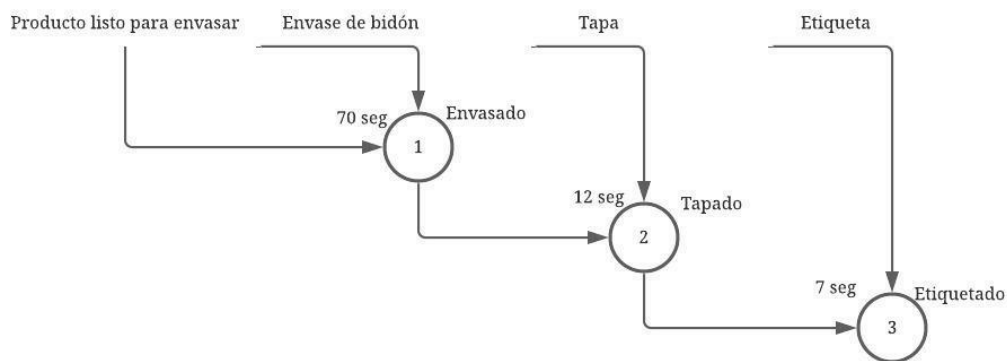 Producto listo para envasar
Envase de bidón
Tapa
Etiqueta
70 seg
Envasado
1
12 seg
Tapado
2
7 seg
Etiquetado
3